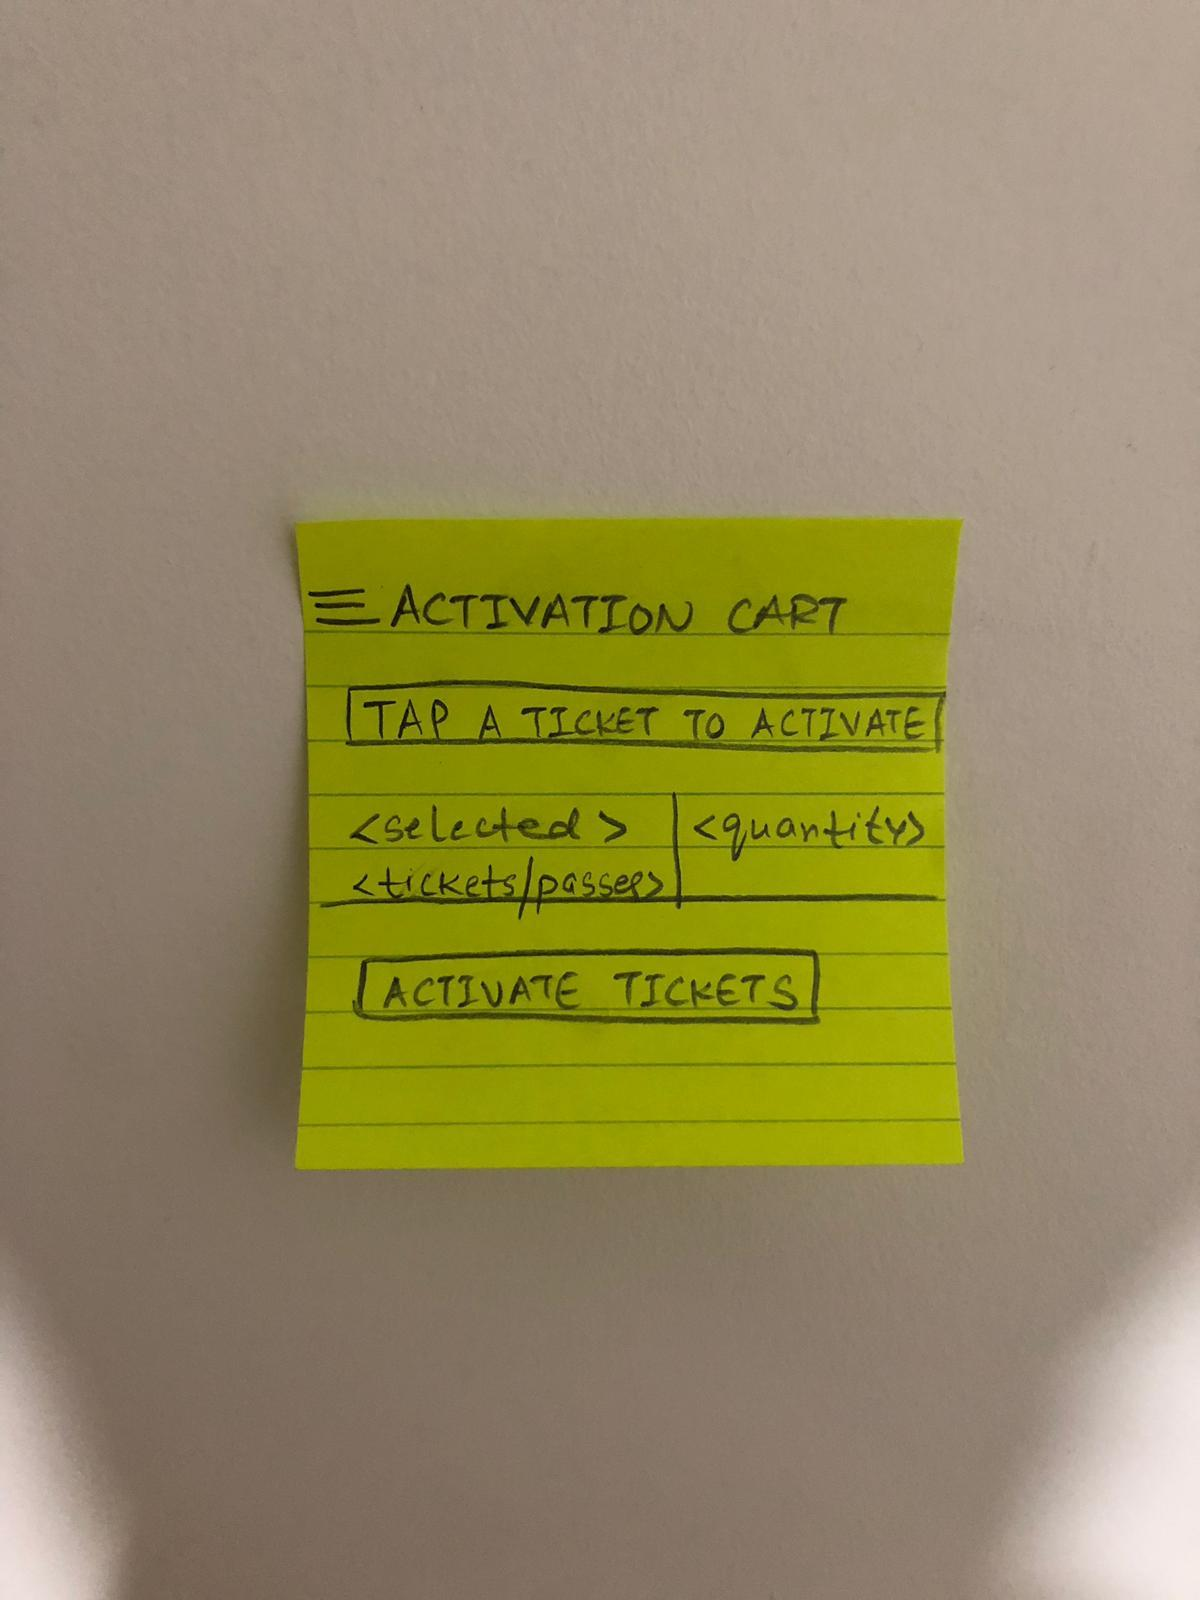 ACTIVATION CART
TAP A TICKET TO ACTIVATE
<selected> <quantity>
<tickets/passes>
ACTIVATE TICKETS